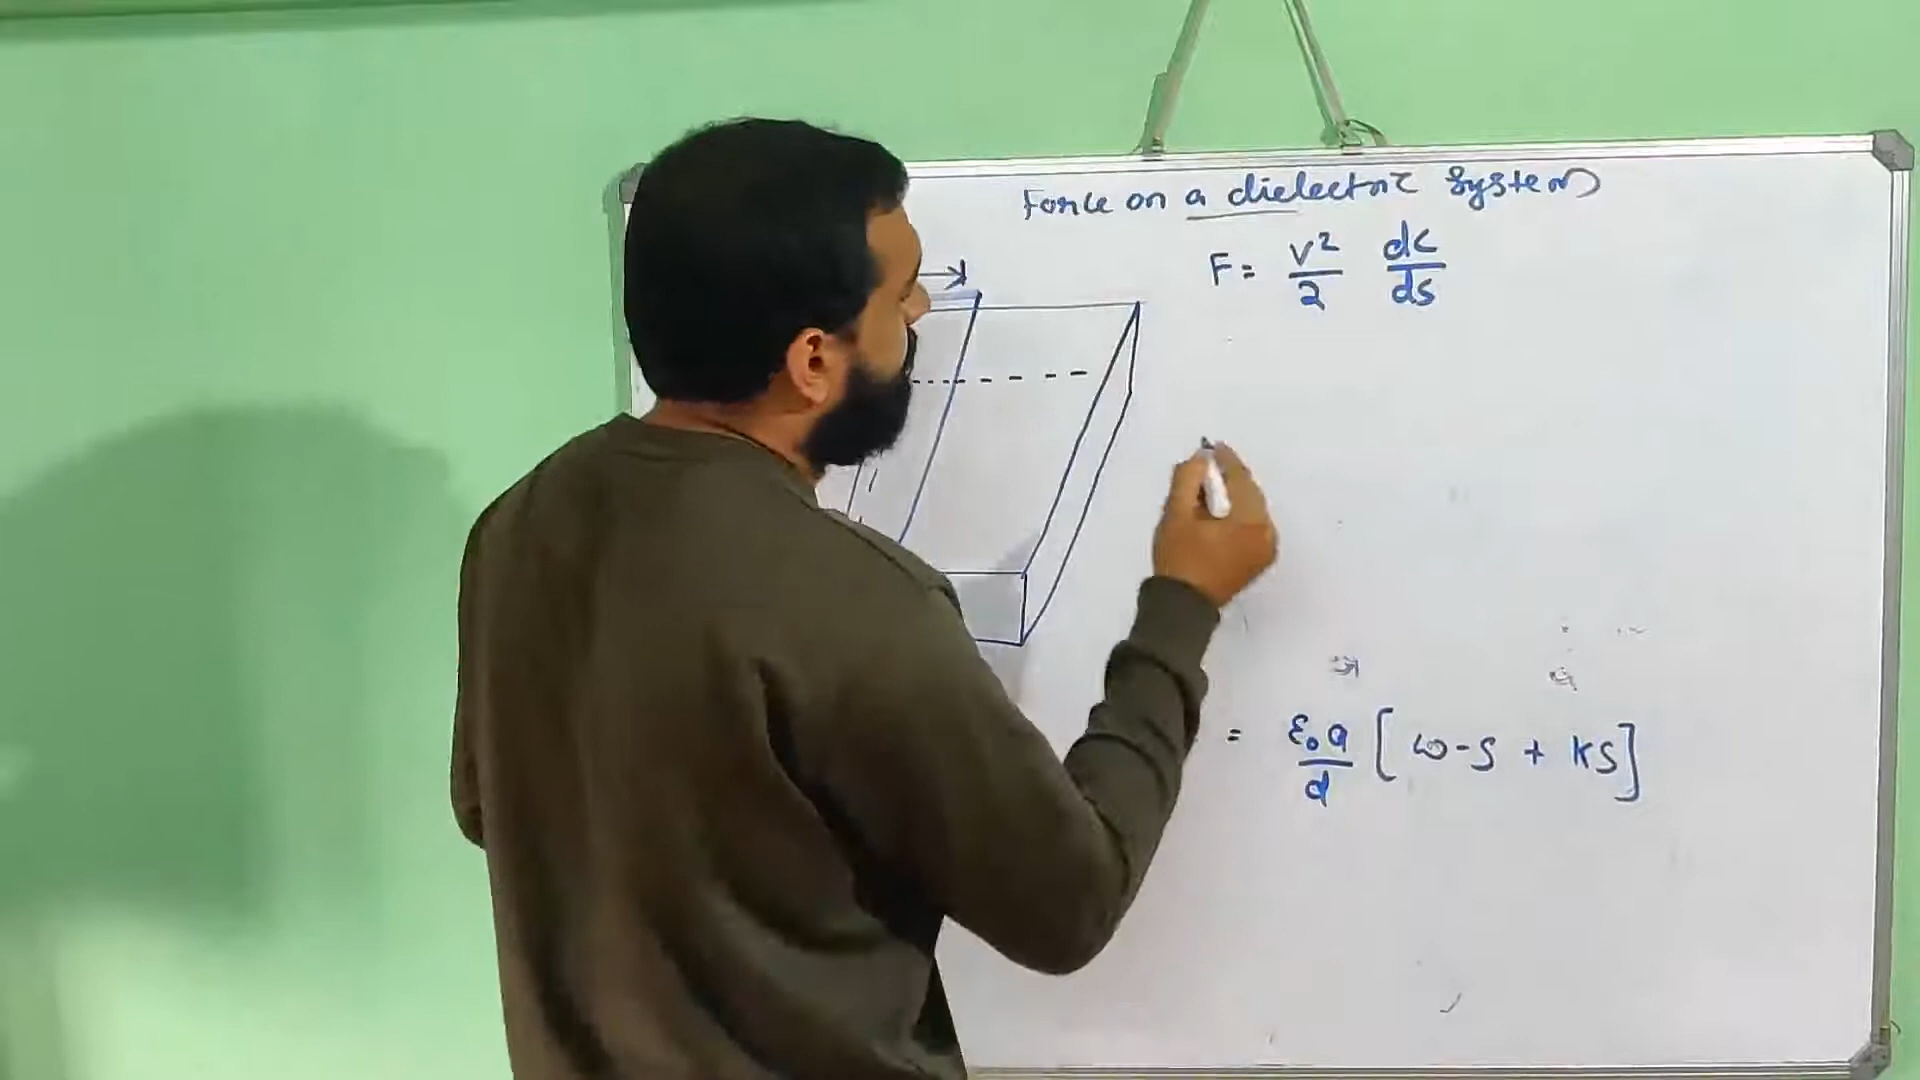 Force on a dielectric System
F = V²/2 dC/ds
= ε₀a/d [ω-S + KS]